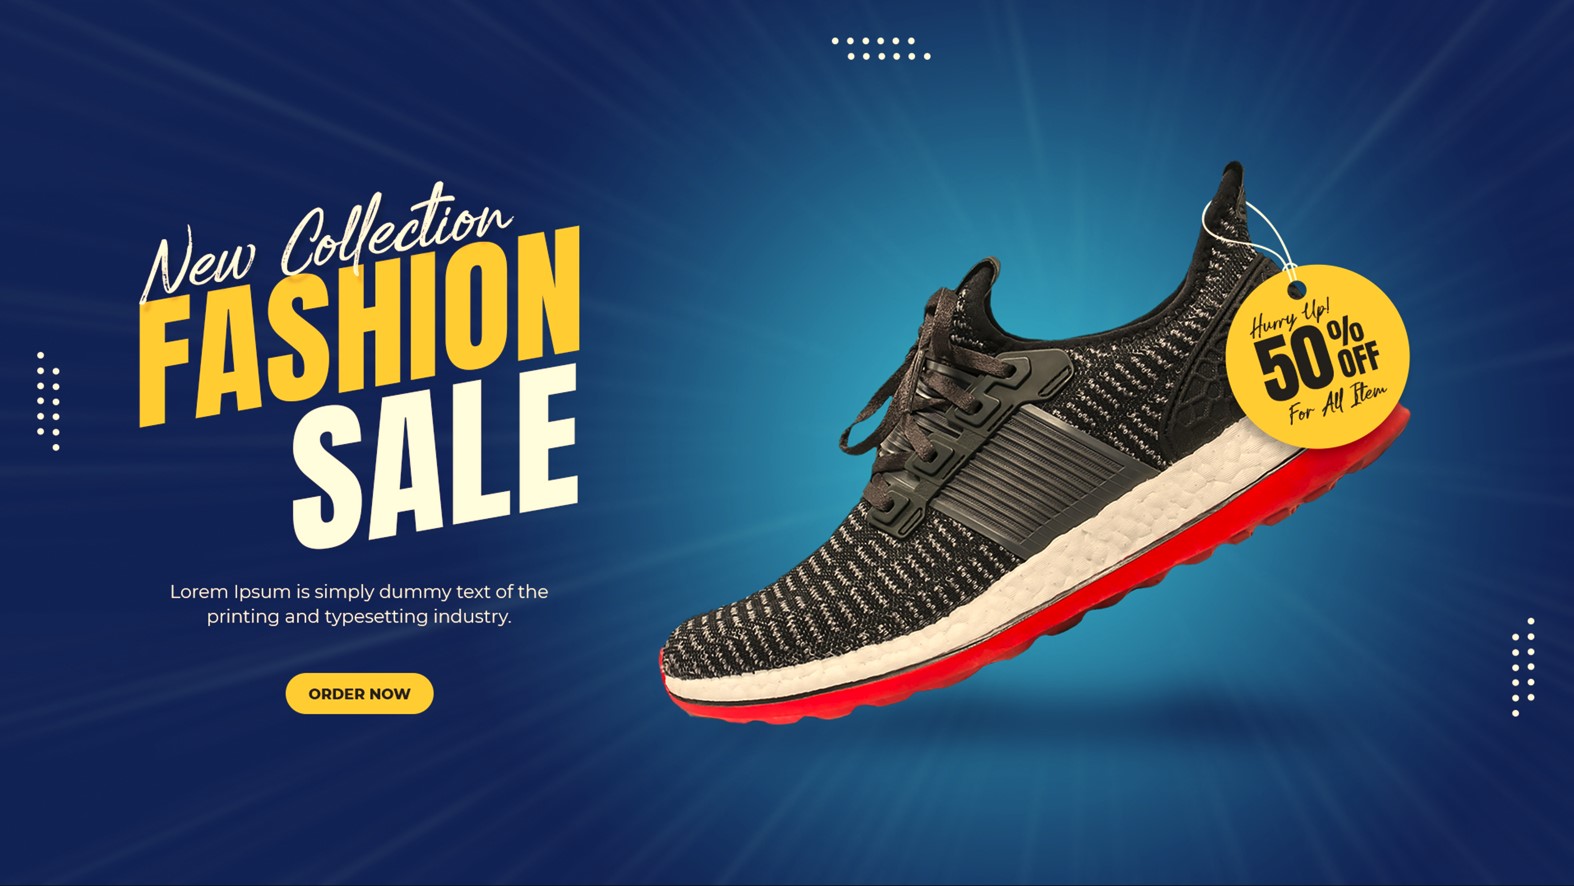 New Collection
FASHION
SALE
Lorem Ipsum is simply dummy text of the
printing and typesetting industry.
ORDER NOW
Hurry Up!
50% OFF
For All Item